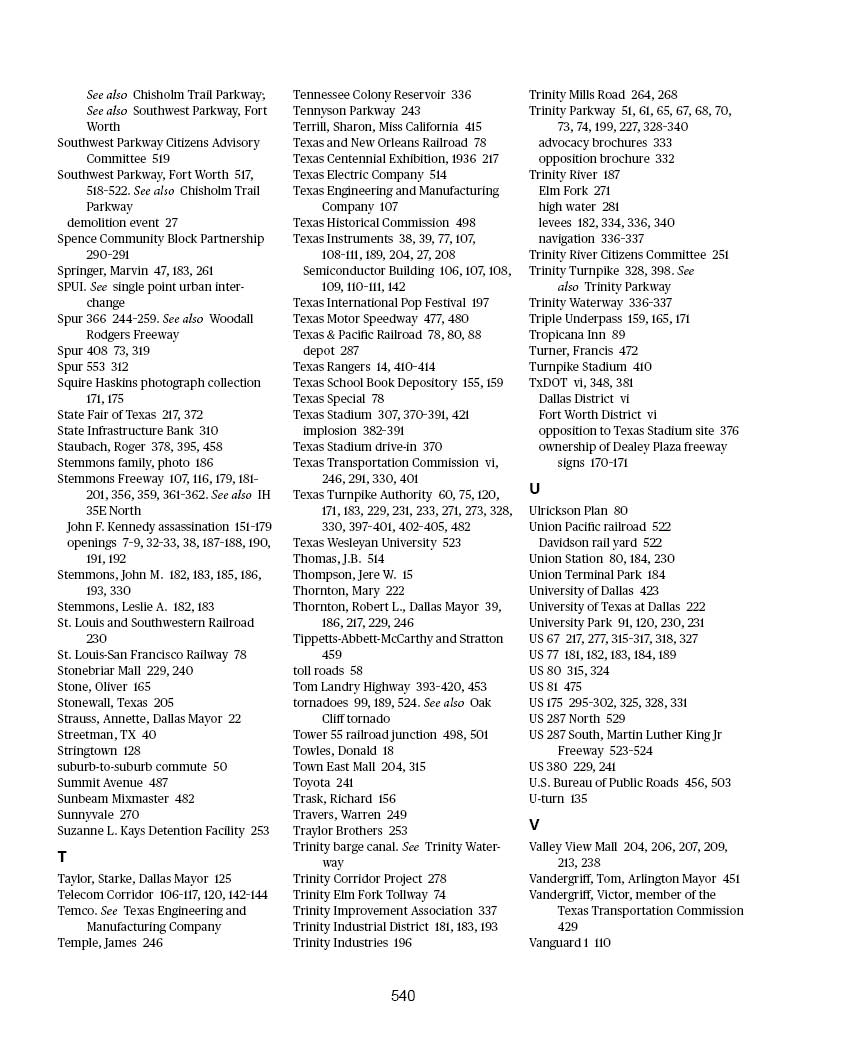 See also Chisholm Trail Parkway;
See also Southwest Parkway, Fort
Worth
Southwest Parkway Citizens Advisory
Committee 519
Southwest Parkway, Fort Worth 517,
518–522. See also Chisholm Trail
Parkway
demolition event 27
Spence Community Block Partnership
290–291
Springer, Marvin 47, 183, 261
SPUI. See single point urban inter-
change
Spur 366 244–259. See also Woodall
Rodgers Freeway
Spur 408 73, 319
Spur 553 312
Squire Haskins photograph collection
171, 175
State Fair of Texas 217, 372
State Infrastructure Bank 310
Staubach, Roger 378, 395, 458
Stemmons family, photo 186
Stemmons Freeway 107, 116, 179, 181–
201, 356, 359, 361–362. See also IH
35E North
John F. Kennedy assassination 151–179
openings 7–9, 32–33, 38, 187–188, 190,
191, 192
Stemmons, John M. 182, 183, 185, 186,
193, 330
Stemmons, Leslie A. 182, 183
St. Louis and Southwestern Railroad
230
St. Louis-San Francisco Railway 78
Stonebriar Mall 229, 240
Stone, Oliver 165
Stonewall, Texas 205
Strauss, Annette, Dallas Mayor 22
Streetman, TX 40
Stringtown 128
suburb-to-suburb commute 50
Summit Avenue 487
Sunbeam Mixmaster 482
Sunnyvale 270
Suzanne L. Kays Detention Facility 253
T
Taylor, Starke, Dallas Mayor 125
Telecom Corridor 106–117, 120, 142–144
Temco. See Texas Engineering and
Manufacturing Company
Temple, James 246
Tennessee Colony Reservoir 336
Tennyson Parkway 243
Terrill, Sharon, Miss California 415
Texas and New Orleans Railroad 78
Texas Centennial Exhibition, 1936 217
Texas Electric Company 514
Texas Engineering and Manufacturing
Company 107
Texas Historical Commission 498
Texas Instruments 38, 39, 77, 107,
108–111, 189, 204, 27, 208
Semiconductor Building 106, 107, 108,
109, 110–111, 142
Texas International Pop Festival 197
Texas Motor Speedway 477, 480
Texas & Pacific Railroad 78, 80, 88
depot 287
Texas Rangers 14, 410–414
Texas School Book Depository 155, 159
Texas Special 78
Texas Stadium 307, 370–391, 421
implosion 382–391
Texas Stadium drive-in 370
Texas Transportation Commission vi,
246, 291, 330, 401
Texas Turnpike Authority 60, 75, 120,
171, 183, 229, 231, 233, 271, 273, 328,
330, 397–401, 402–405, 482
Texas Wesleyan University 523
Thomas, J.B. 514
Thompson, Jere W. 15
Thornton, Mary 222
Thornton, Robert L., Dallas Mayor 39,
186, 217, 229, 246
Tippetts-Abbett-McCarthy and Stratton
459
toll roads 58
Tom Landry Highway 393–420, 453
tornadoes 99, 189, 524. See also Oak
Cliff tornado
Tower 55 railroad junction 498, 501
Towles, Donald 18
Town East Mall 204, 315
Toyota 241
Trask, Richard 156
Travers, Warren 249
Traylor Brothers 253
Trinity barge canal. See Trinity Water-
way
Trinity Corridor Project 278
Trinity Elm Fork Tollway 74
Trinity Improvement Association 337
Trinity Industrial District 181, 183, 193
Trinity Industries 196
Trinity Mills Road 264, 268
Trinity Parkway 51, 61, 65, 67, 68, 70,
73, 74, 199, 227, 328–340
advocacy brochures 333
opposition brochure 332
Trinity River 187
Elm Fork 271
high water 281
levees 182, 334, 336, 340
navigation 336–337
Trinity River Citizens Committee 251
Trinity Turnpike 328, 398. See
also Trinity Parkway
Trinity Waterway 336–337
Triple Underpass 159, 165, 171
Tropicana Inn 89
Turner, Francis 472
Turnpike Stadium 410
TxDOT vi, 348, 381
Dallas District vi
Fort Worth District vi
opposition to Texas Stadium site 376
ownership of Dealey Plaza freeway
signs 170–171
U
Ulrickson Plan 80
Union Pacific railroad 522
Davidson rail yard 522
Union Station 80, 184, 230
Union Terminal Park 184
University of Dallas 423
University of Texas at Dallas 222
University Park 91, 120, 230, 231
US 67 217, 277, 315–317, 318, 327
US 77 181, 182, 183, 184, 189
US 80 315, 324
US 81 475
US 175 295–302, 325, 328, 331
US 287 North 529
US 287 South, Martin Luther King Jr
Freeway 523–524
US 380 229, 241
U.S. Bureau of Public Roads 456, 503
U-turn 135
V
Valley View Mall 204, 206, 207, 209,
213, 238
Vandergriff, Tom, Arlington Mayor 451
Vandergriff, Victor, member of the
Texas Transportation Commission
429
Vanguard 1 110
540